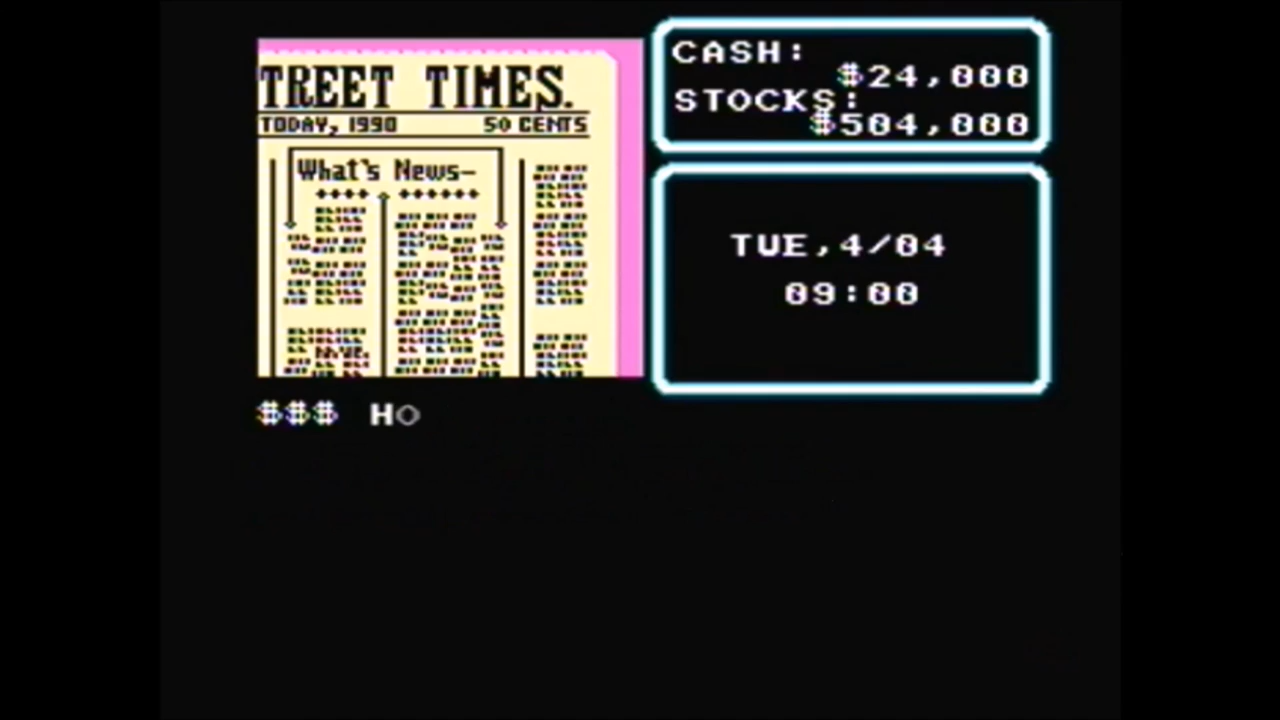 TREET TIMES.
TODAY, 1990 50 CENTS
What's News—
CASH:
$24,000
STOCKS:
$504,000
TUE,4/04
09:00
$$$ HO